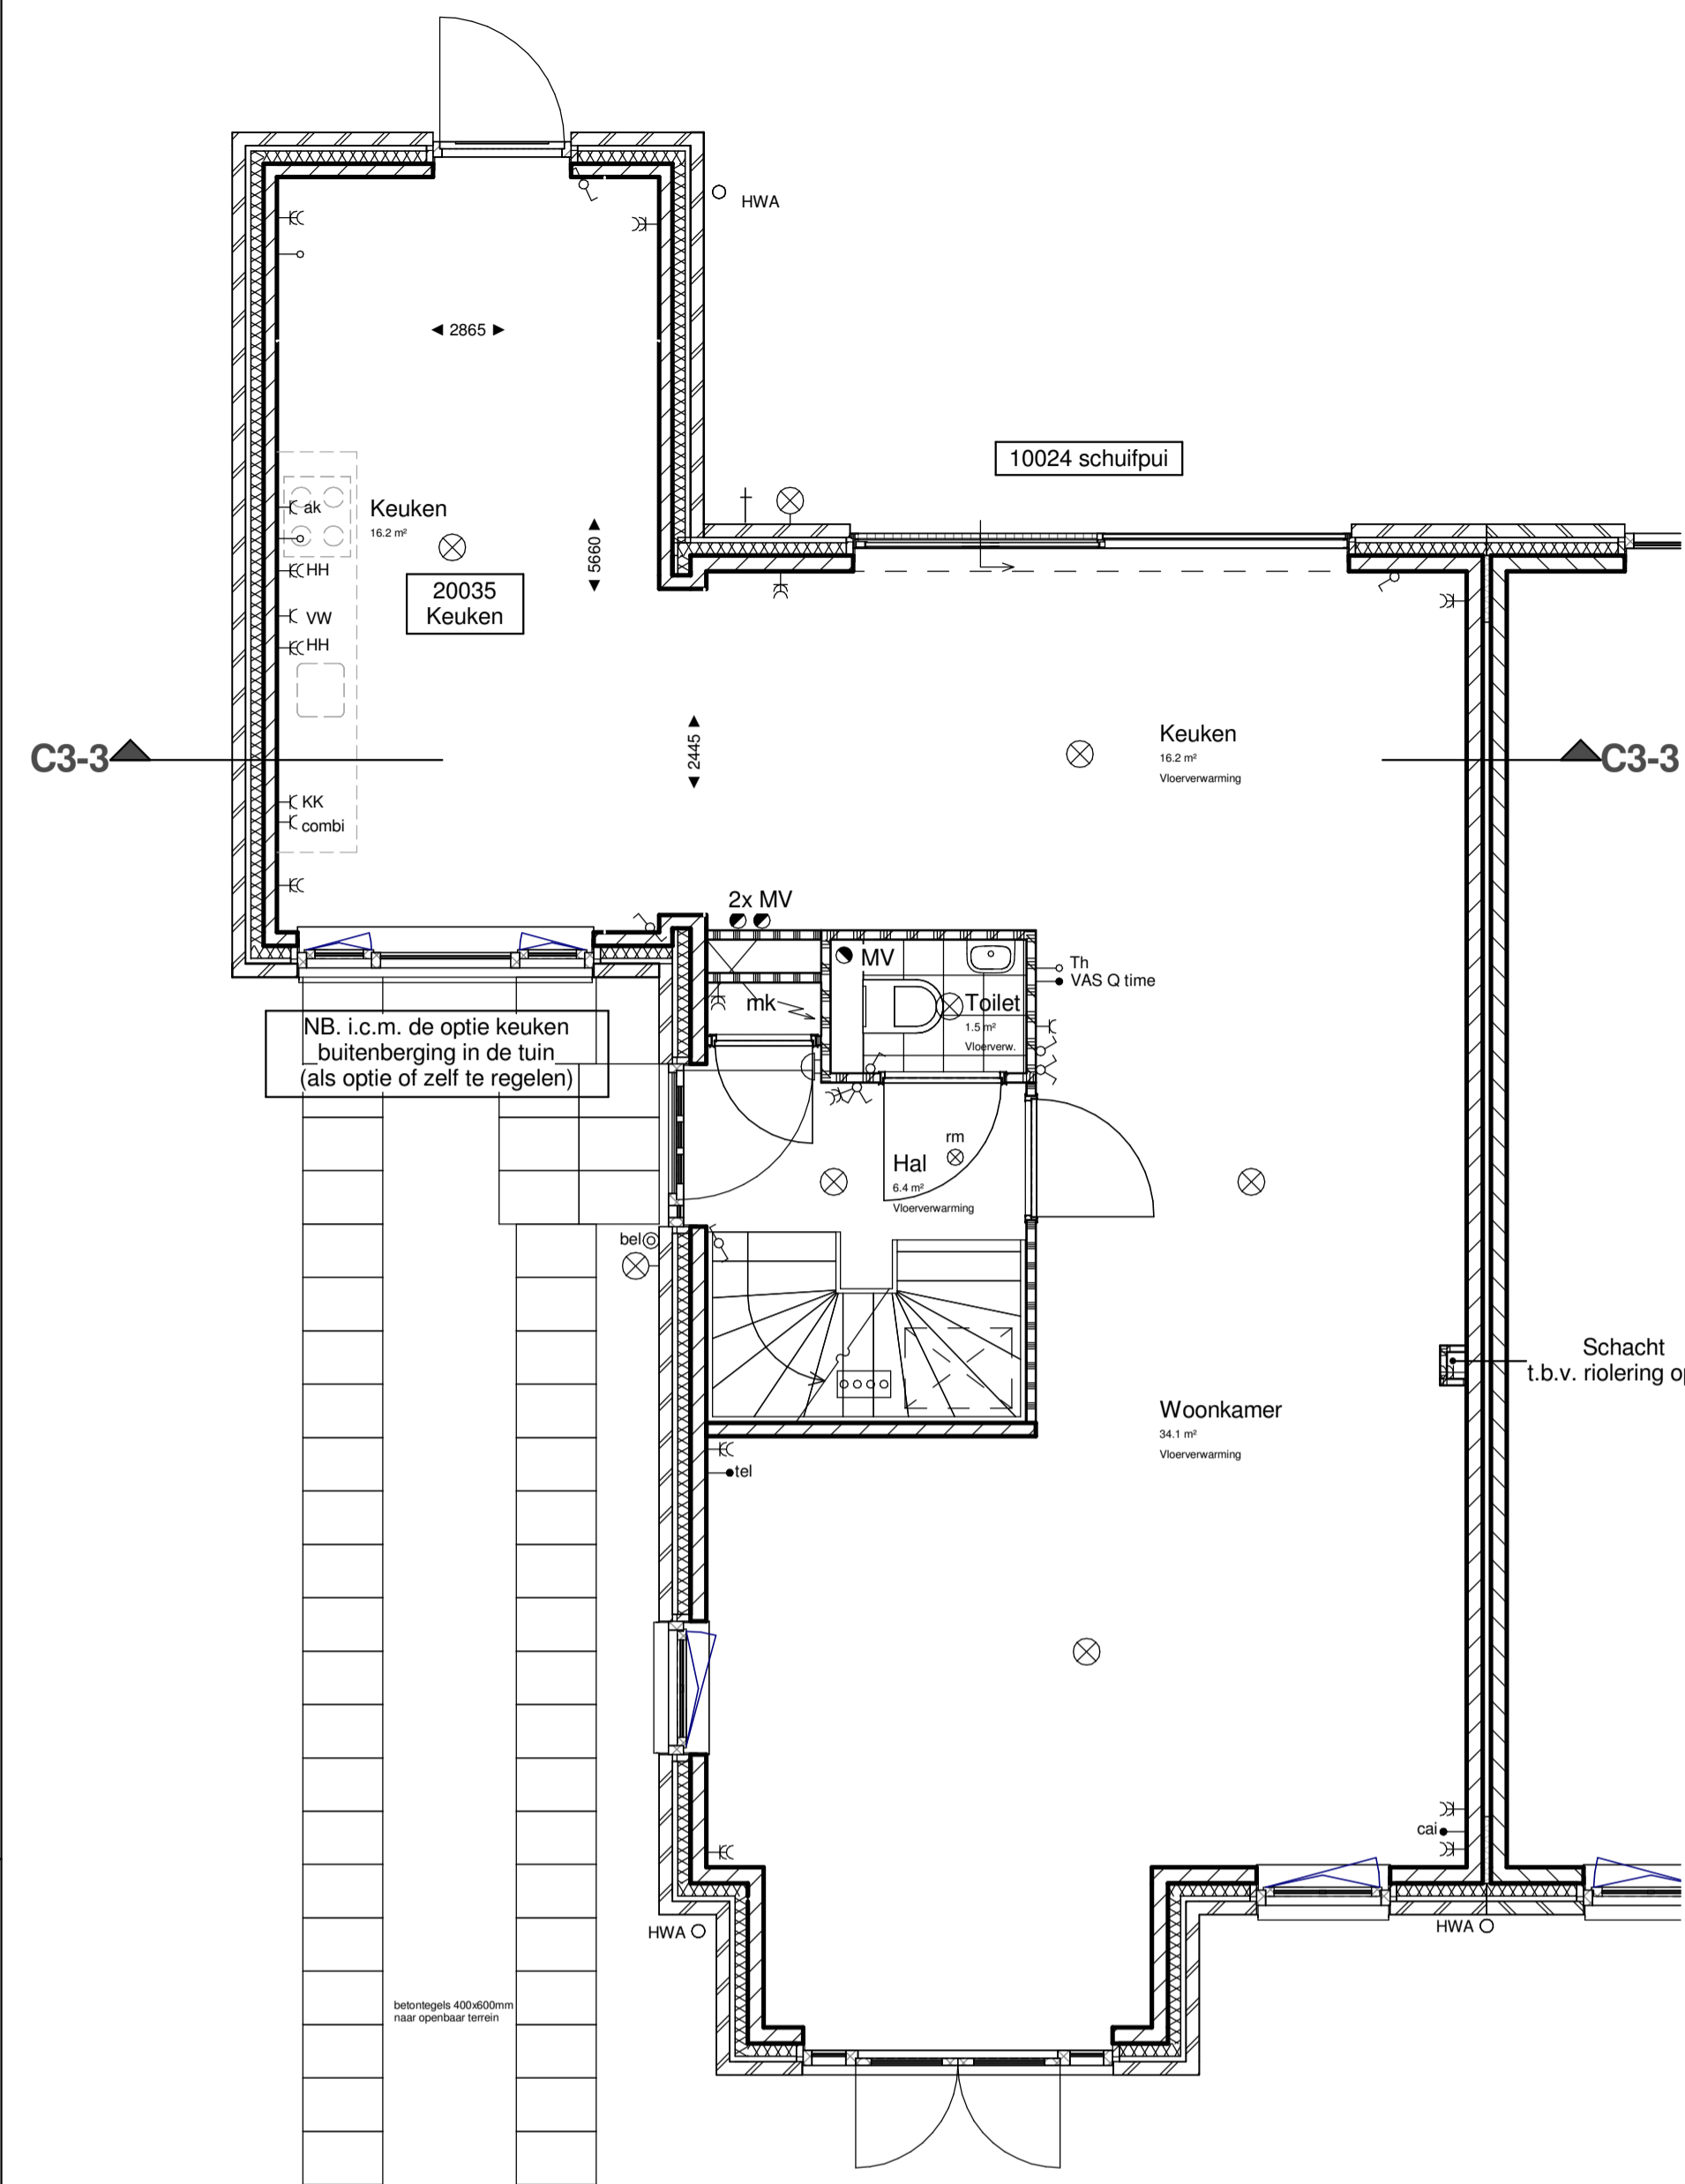 HWA
2865
10024 schuifpui
ak
Keuken
16.2 m²
HH
5660
20035
Keuken
VW
HH
C3-3
2445
Keuken
16.2 m²
Vloerverwarming
C3-3
KK
combi
2x MV
MV
Th
VAS Q time
mk
Toilet
1.5 m²
Vloerverw.
NB. i.c.m. de optie keuken
buitenberging in de tuin
(als optie of zelf te regelen)
rm
Hal
6.4 m²
Vloerverwarming
bel
Schacht
t.b.v. riolering op
Woonkamer
34.1 m²
Vloerverwarming
tel
cai
HWA
HWA
betontegels 400x600mm
naar openbaar terrein